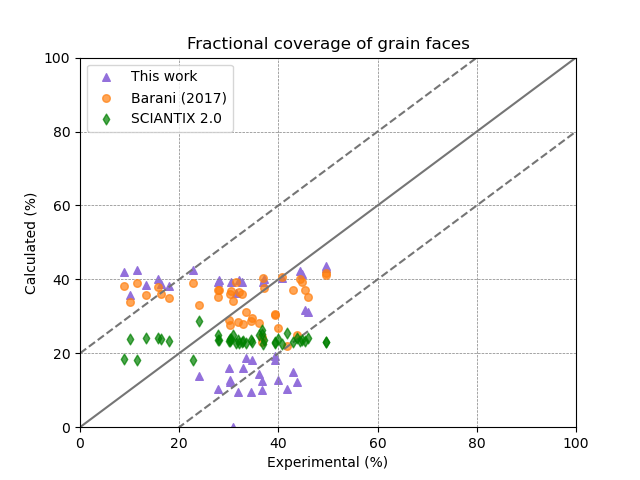 Fractional coverage of grain faces
100
80
60
40
20
0
Calculated (%)
This work
Barani (2017)
SCIANTIX 2.0
0 20 40 60 80 100
Experimental (%)